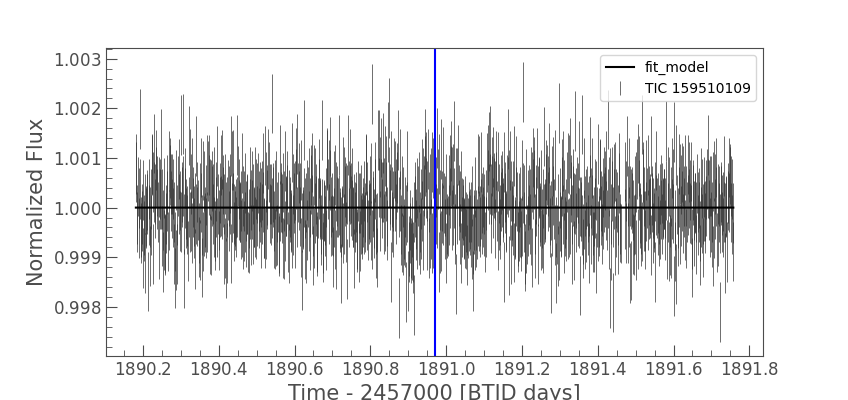 1.003
1.002
1.001
1.000
0.999
0.998
Normalized Flux
fit_model
TIC 159510109
1890.2 1890.4 1890.6 1890.8 1891.0 1891.2 1891.4 1891.6 1891.8
Time - 2457000 [BTJD days]